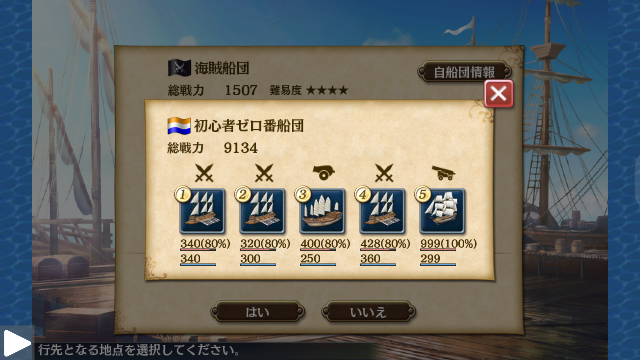 海賊船団
自船団情報
総戦力 1507 難易度 ★★★★
初心者ゼロ番船団
総戦力 9134
1 2 3 4 5
340(80%) 320(80%) 400(80%) 428(80%) 999(100%)
340 300 250 360 299
はい いいえ
行先となる地点を選択してください。